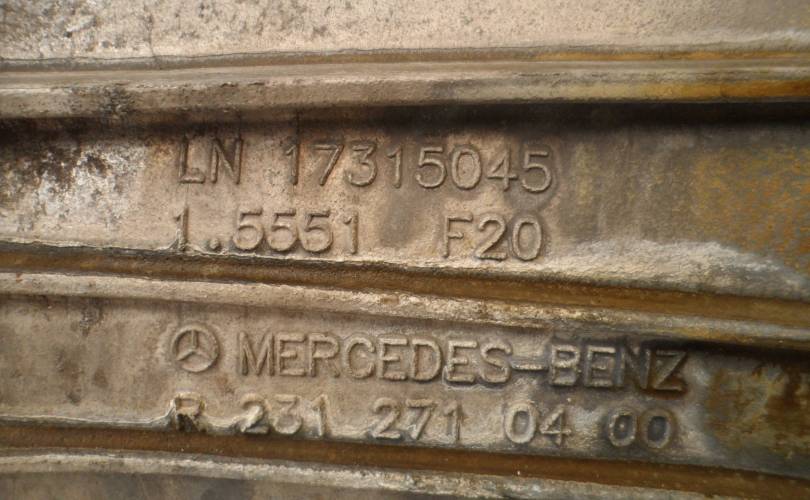 LN 17315045
1.5551 F20
MERCEDES-BENZ
R 231 271 04 00